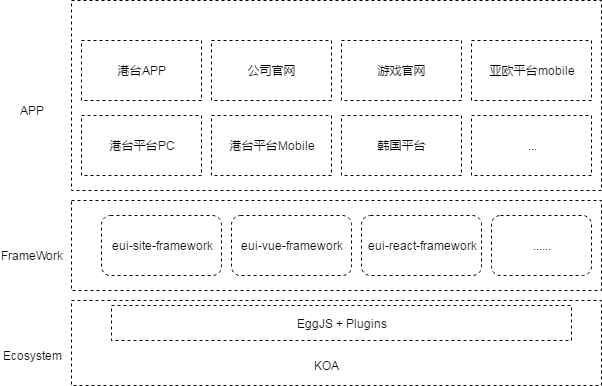 港台APP
公司官网
游戏官网
亚欧平台mobile
APP
港台平台PC
港台平台Mobile
韩国平台
...
eui-site-framework
eui-vue-framework
eui-react-framework
......
FrameWork
EggJS + Plugins
Ecosystem
KOA